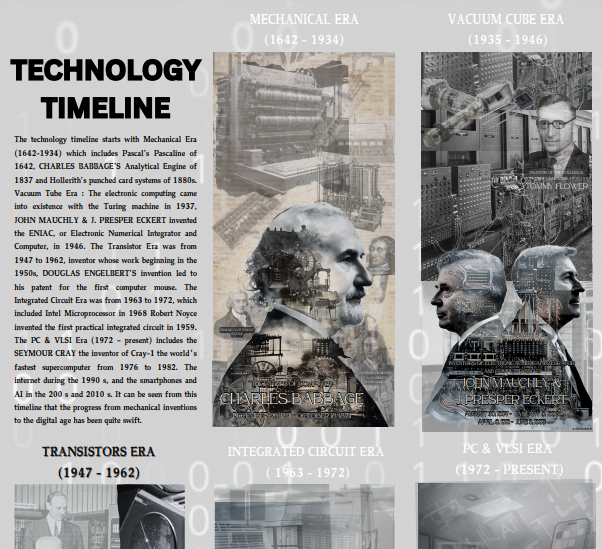 MECHANICAL ERA
(1642 - 1934)
VACUUM CUBE ERA
(1935 - 1946)
TECHNOLOGY
TIMELINE
The technology timeline starts with Mechanical Era
(1642-1934) which includes Pascal's Pascaline of
1642, CHARLES BABBAGE'S Analytical Engine of
1837 and Hollerith's punched card systems of 1880s.
Vacuum Tube Era : The electronic computing came
into existence with the Turing machine in 1937,
JOHN MAUCHLY & J. PRESPER ECKERT invented
the ENIAC, or Electronic Numerical Integrator and
Computer, in 1946. The Transistor Era was from
1947 to 1962, inventor whose work beginning in the
1950s, DOUGLAS ENGELBERT'S invention led to
his patent for the first computer mouse. The
Integrated Circuit Era was from 1963 to 1972, which
included Intel Microprocessor in 1968 Robert Noyce
invented the first practical integrated circuit in 1959.
The PC & VLSI Era (1972 - present) includes the
SEYMOUR CRAY the inventor of Cray-1 the world's
fastest supercomputer from 1976 to 1982. The
internet during the 1990 s, and the smartphones and
AI in the 200 s and 2010 s. It can be seen from this
timeline that the progress from mechanical inventions
to the digital age has been quite swift.
TOMMY FLOWER
CHARLES BABBAGE
JOHN MAUCHLY &
J. PRESPER ECKERT
TRANSISTORS ERA
(1947 - 1962)
INTEGRATED CIRCUIT ERA
( 1963 - 1972)
PC & VLSI ERA
(1972 - PRESENT)